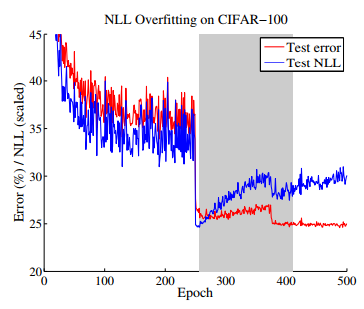 NLL Overfitting on CIFAR−100
Error (%) / NLL (scaled)
45
40
35
30
25
20
Test error
Test NLL
0
100
200
300
400
500
Epoch